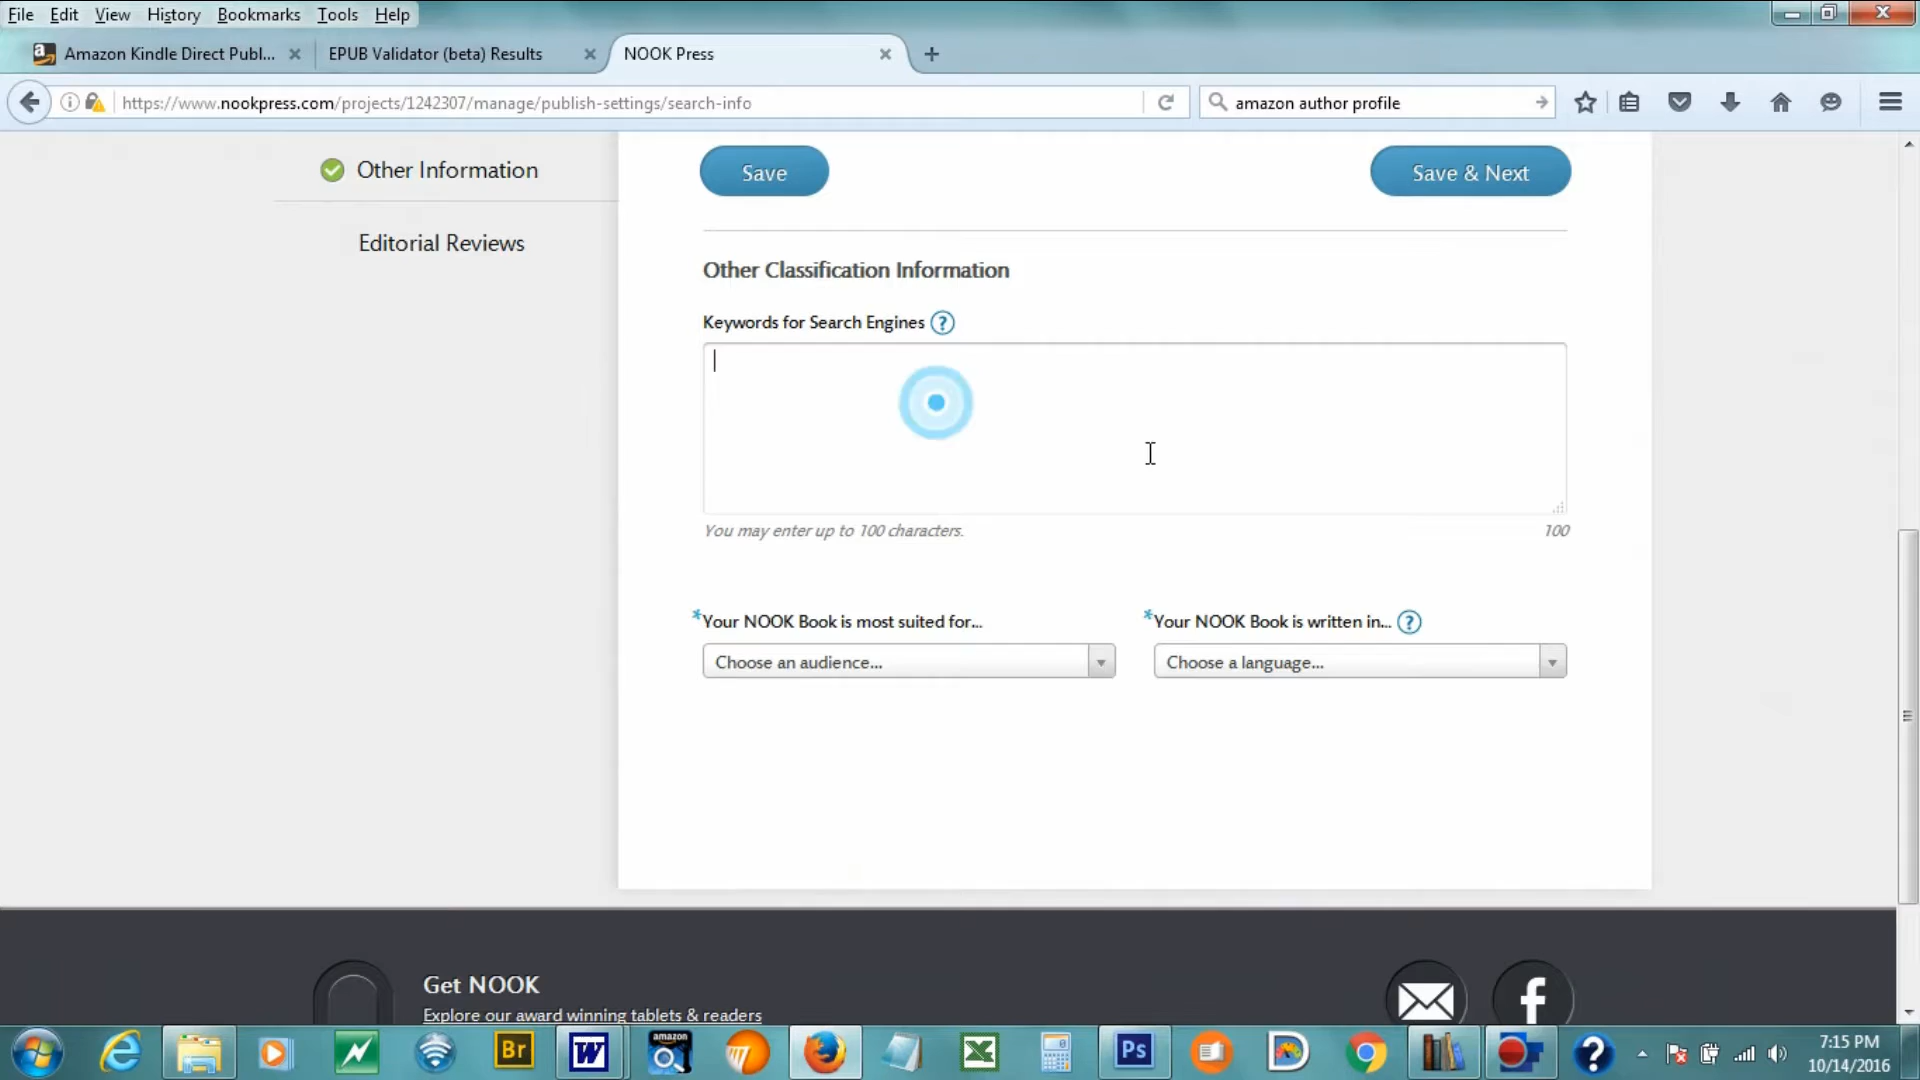 File Edit View History Bookmarks Tools Help
a Amazon Kindle Direct Publ... EPUB Validator (beta) Results NOOK Press
https://www.nookpress.com/projects/1242307/manage/publish-settings/search-info amazon author profile
Other Information
Save Save & Next
Editorial Reviews
Other Classification Information
Keywords for Search Engines ?
You may enter up to 100 characters. 100
*Your NOOK Book is most suited for... *Your NOOK Book is written in... ?
Choose an audience... Choose a language...
Get NOOK
Explore our award winning tablets & readers
f
Br W amazon Ps D ?
7:15 PM
10/14/2016